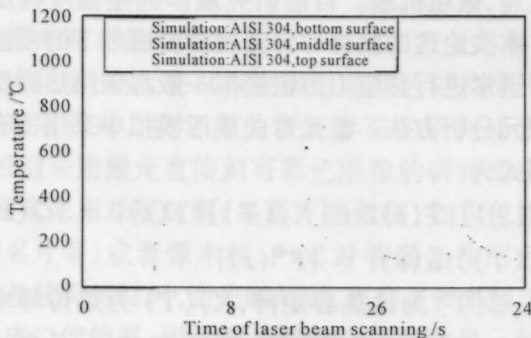 1200
1000
800
600
400
200
0
Temperature /℃
Simulation:AISI 304,bottom surface
Simulation:AISI 304,middle surface
Simulation:AISI 304,top surface
0 8 26 24
Time of laser beam scanning /s